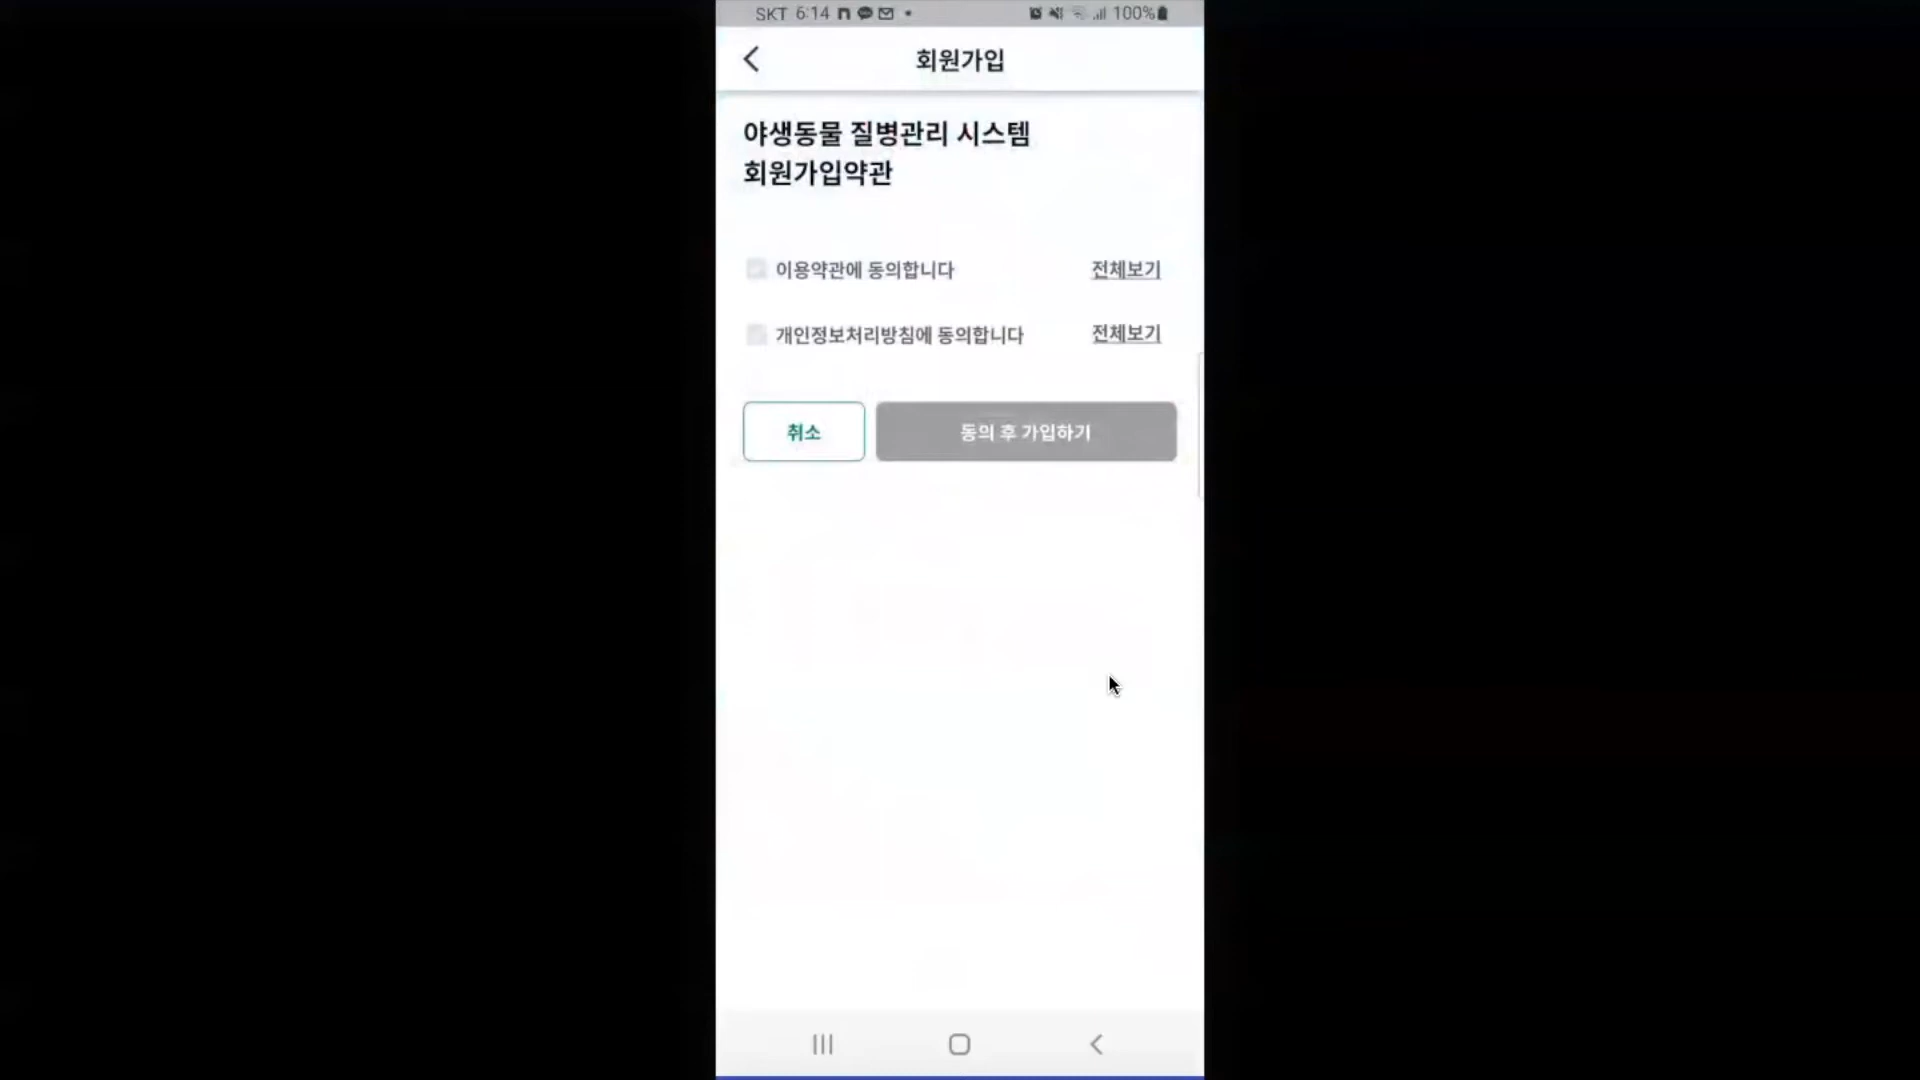 SKT 6:14 100%
회원가입
야생동물 질병관리 시스템
회원가입약관
이용약관에 동의합니다 전체보기
개인정보처리방침에 동의합니다 전체보기
취소 동의 후 가입하기